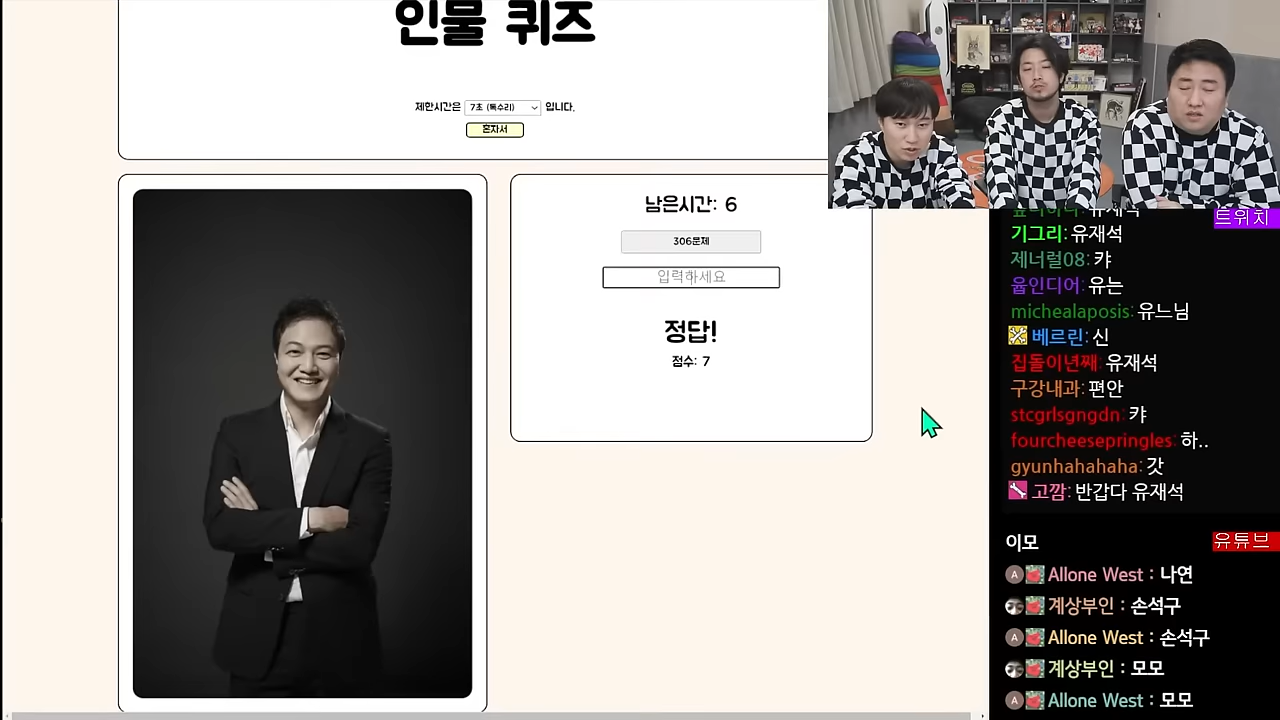 인물 퀴즈
제한시간은 7초 (독수리) 입니다.
혼자서
남은시간: 6
306문제
입력하세요
정답!
점수: 7
트위치
기그리: 유재석
제너럴08: 캬
윱인디어: 유는
michealaposis: 유느님
베르린: 신
집돌이년째: 유재석
구강내과: 편안
stcgrlsgngdn: 캬
fourcheesepringles: 하..
gyunhahahaha: 갓
고깜: 반갑다 유재석
이모
유튜브
A Allone West : 나연
계상부인 : 손석구
A Allone West : 손석구
계상부인 : 모모
A Allone West : 모모